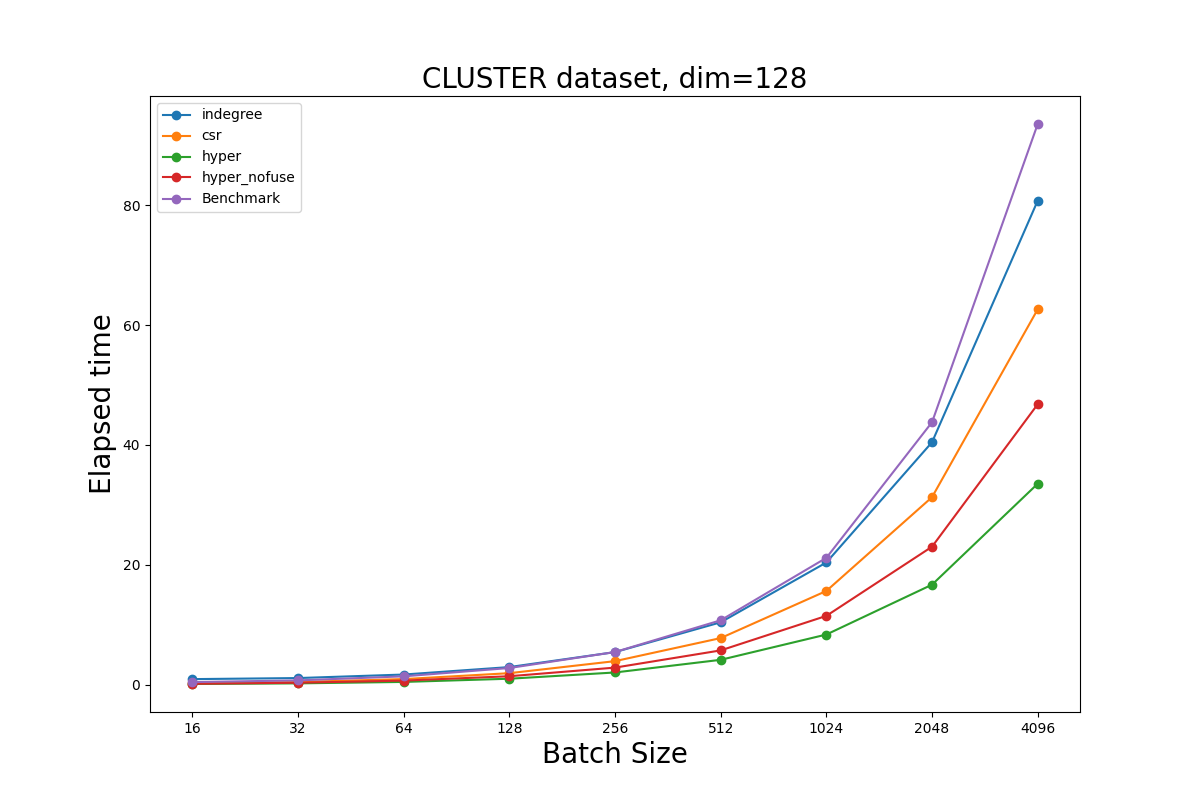 CLUSTER dataset, dim=128
indegree
csr
hyper
hyper_nofuse
Benchmark
80
60
40
20
0
Elapsed time
16 32 64 128 256 512 1024 2048 4096
Batch Size